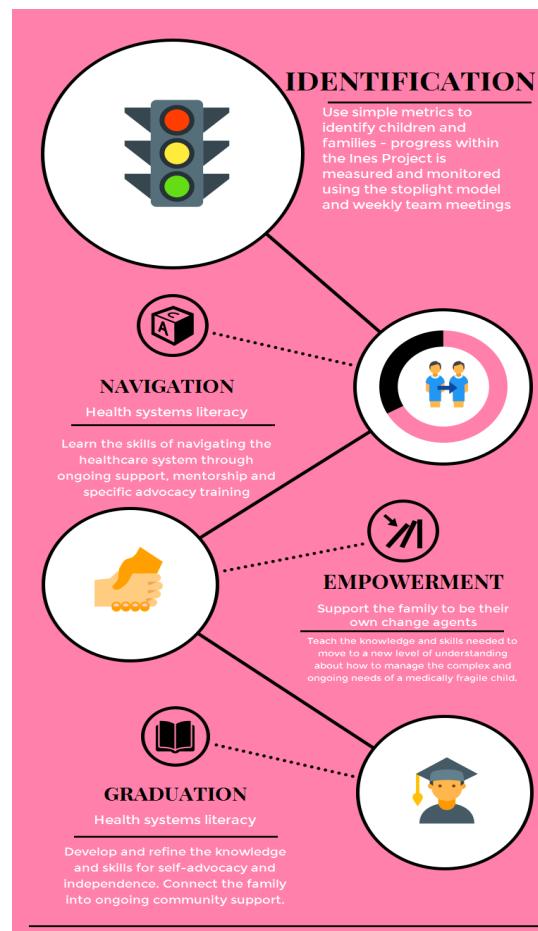 IDENTIFICATION
Use simple metrics to
identify children and
families - progress within
the Ines Project is
measured and monitored
using the stoplight model
and weekly team meetings
A
C
NAVIGATION
Health systems literacy
Learn the skills of navigating the
healthcare system through
ongoing support, mentorship and
specific advocacy training
EMPOWERMENT
Support the family to be their
own change agents
Teach the knowledge and skills needed to
move to a new level of understanding
about how to manage the complex and
ongoing needs of a medically fragile child.
GRADUATION
Health systems literacy
Develop and refine the knowledge
and skills for self-advocacy and
independence. Connect the family
into ongoing community support.